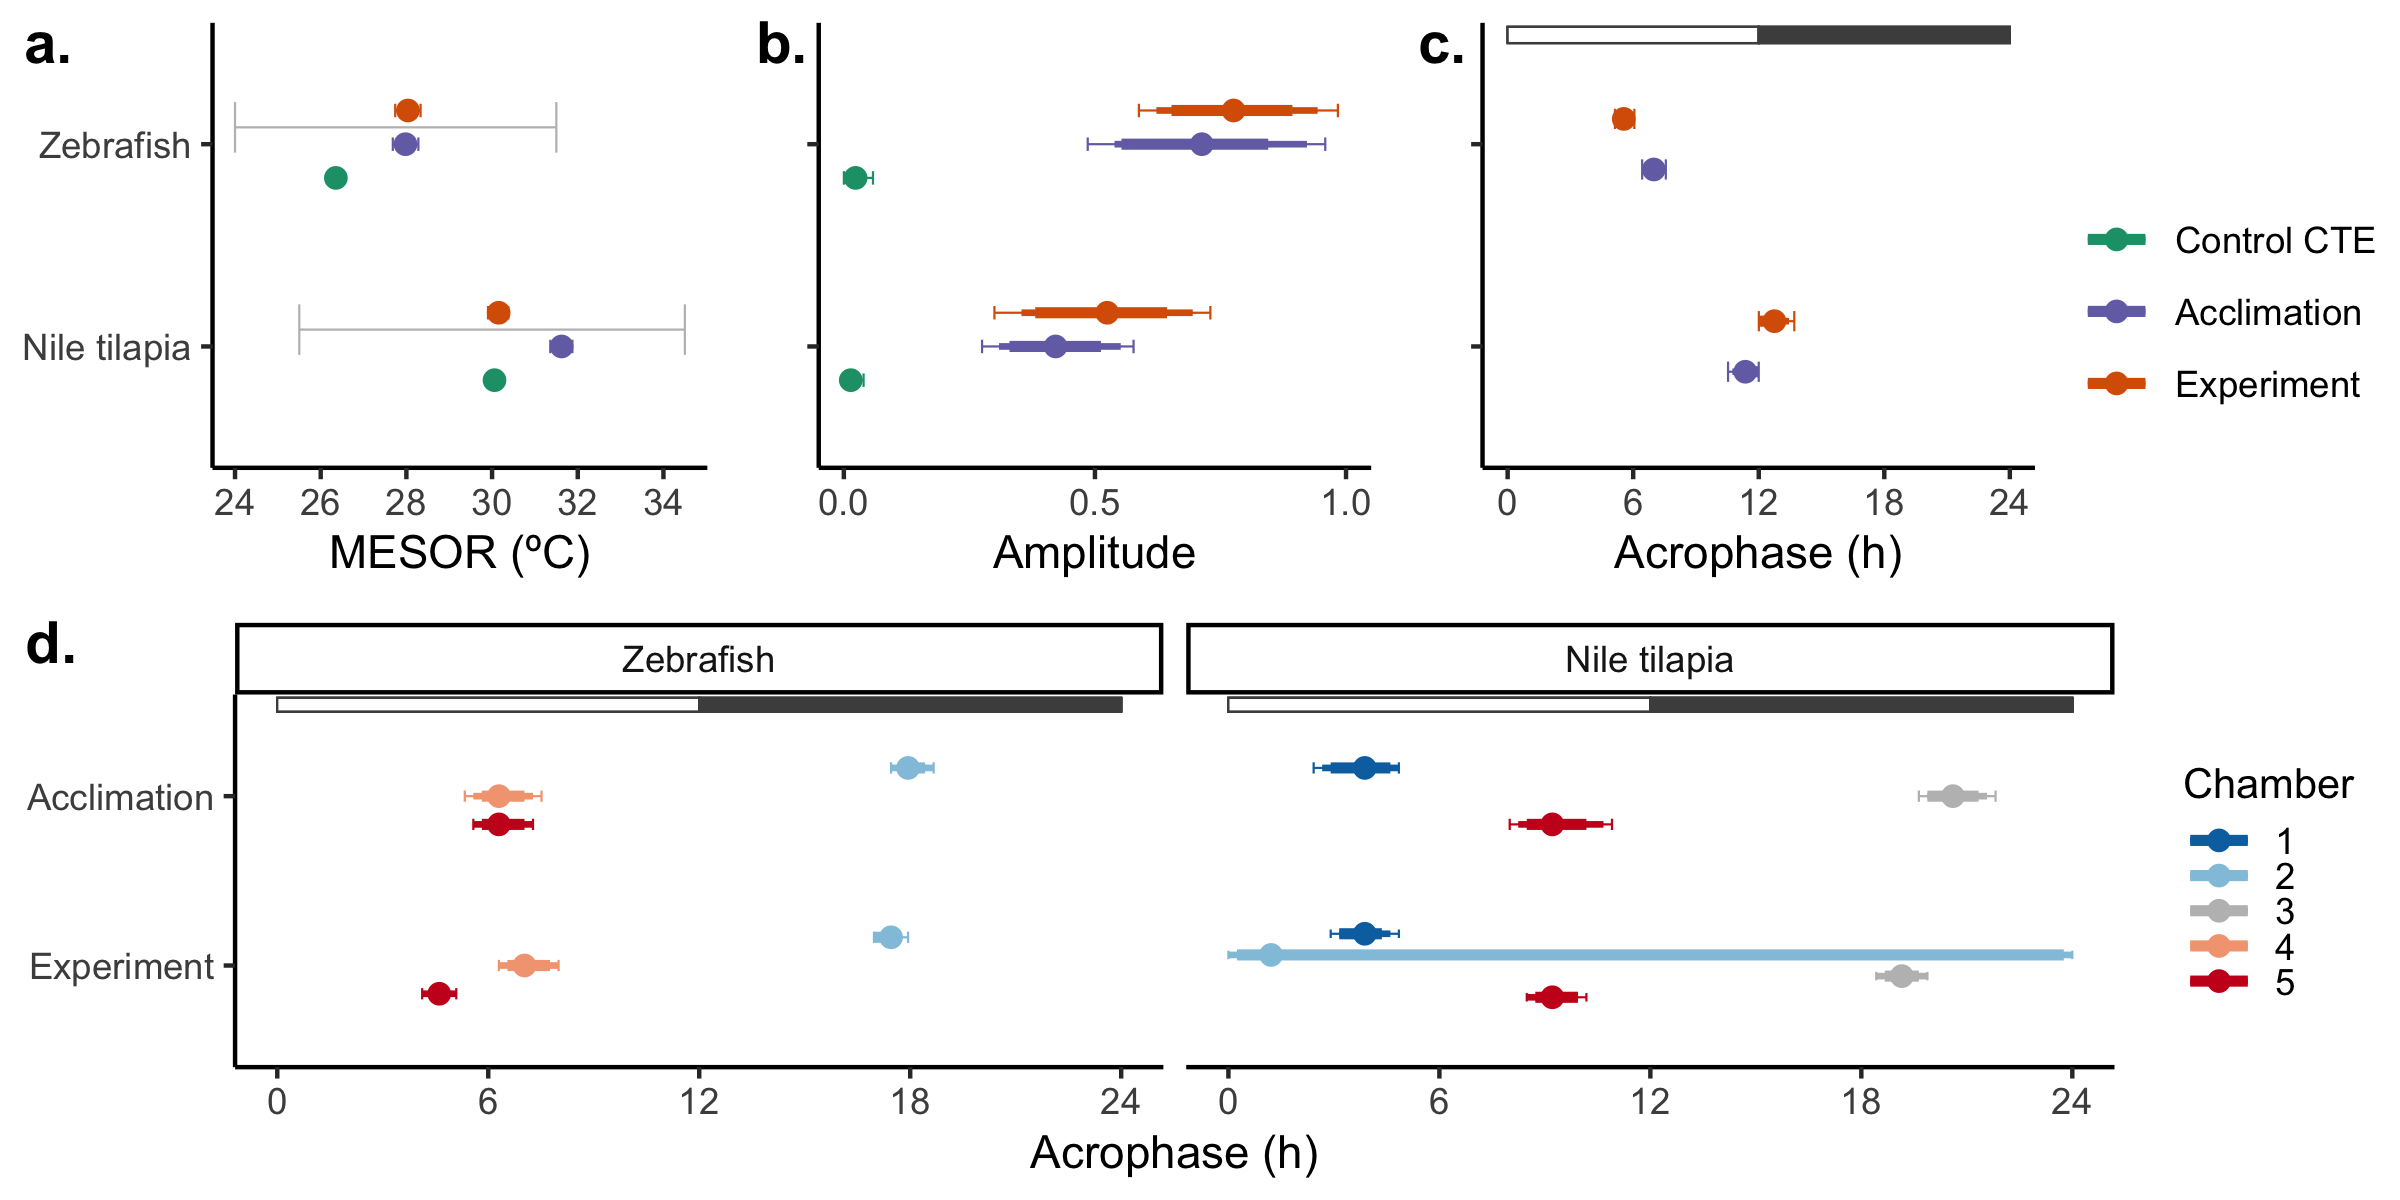 a.
Zebrafish
Nile tilapia
24 26 28 30 32 34
MESOR (ºC)
b.
0.0 0.5 1.0
Amplitude
c.
0 6 12 18 24
Acrophase (h)
Control CTE
Acclimation
Experiment
d.
Zebrafish
Nile tilapia
Acclimation
Experiment
0 6 12 18 24
0 6 12 18 24
Acrophase (h)
Chamber
1
2
3
4
5